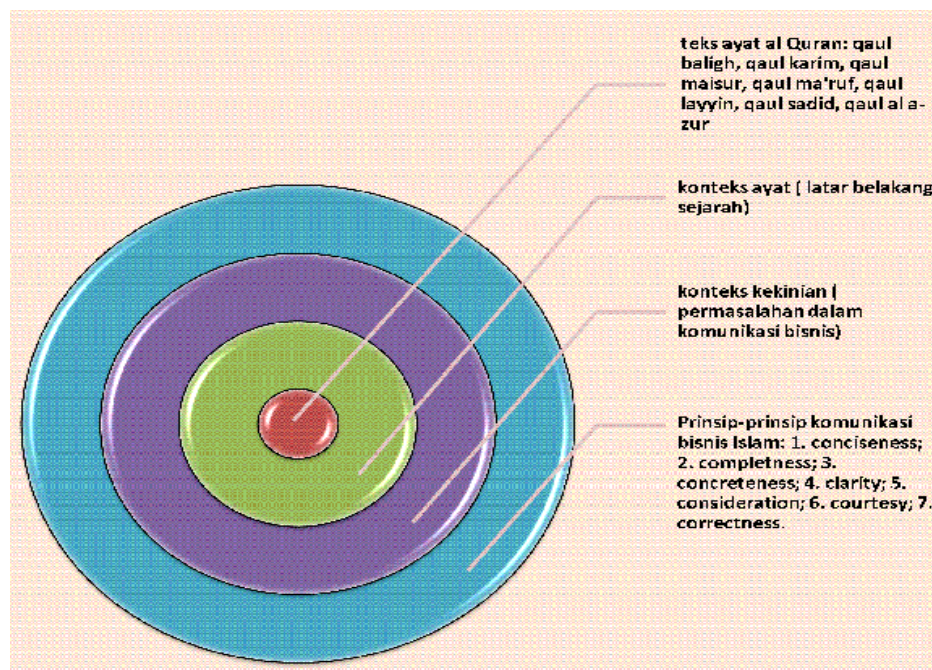 teks ayat al Quran: qaul
baligh, qaul karim, qaul
maisur, qaul ma'ruf, qaul
layyin, qaul sadid, qaul al a-
zur
konteks ayat ( latar belakang
sejarah)
konteks kekinian (
permasalahan dalam
komunikasi bisnis)
Prinsip-prinsip komunikasi
bisnis Islam: 1. conciseness;
2. completness; 3.
concreteness; 4. clarity; 5.
consideration; 6. courtesy; 7.
correctness.